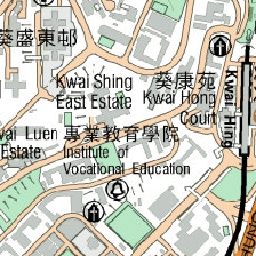 葵盛東邨
Kwai Shing
East Estate
葵康苑
Kwai Hong
Court
Kwai Hing
Luen
Estate
專業教育學院
Institute of
Vocational Education